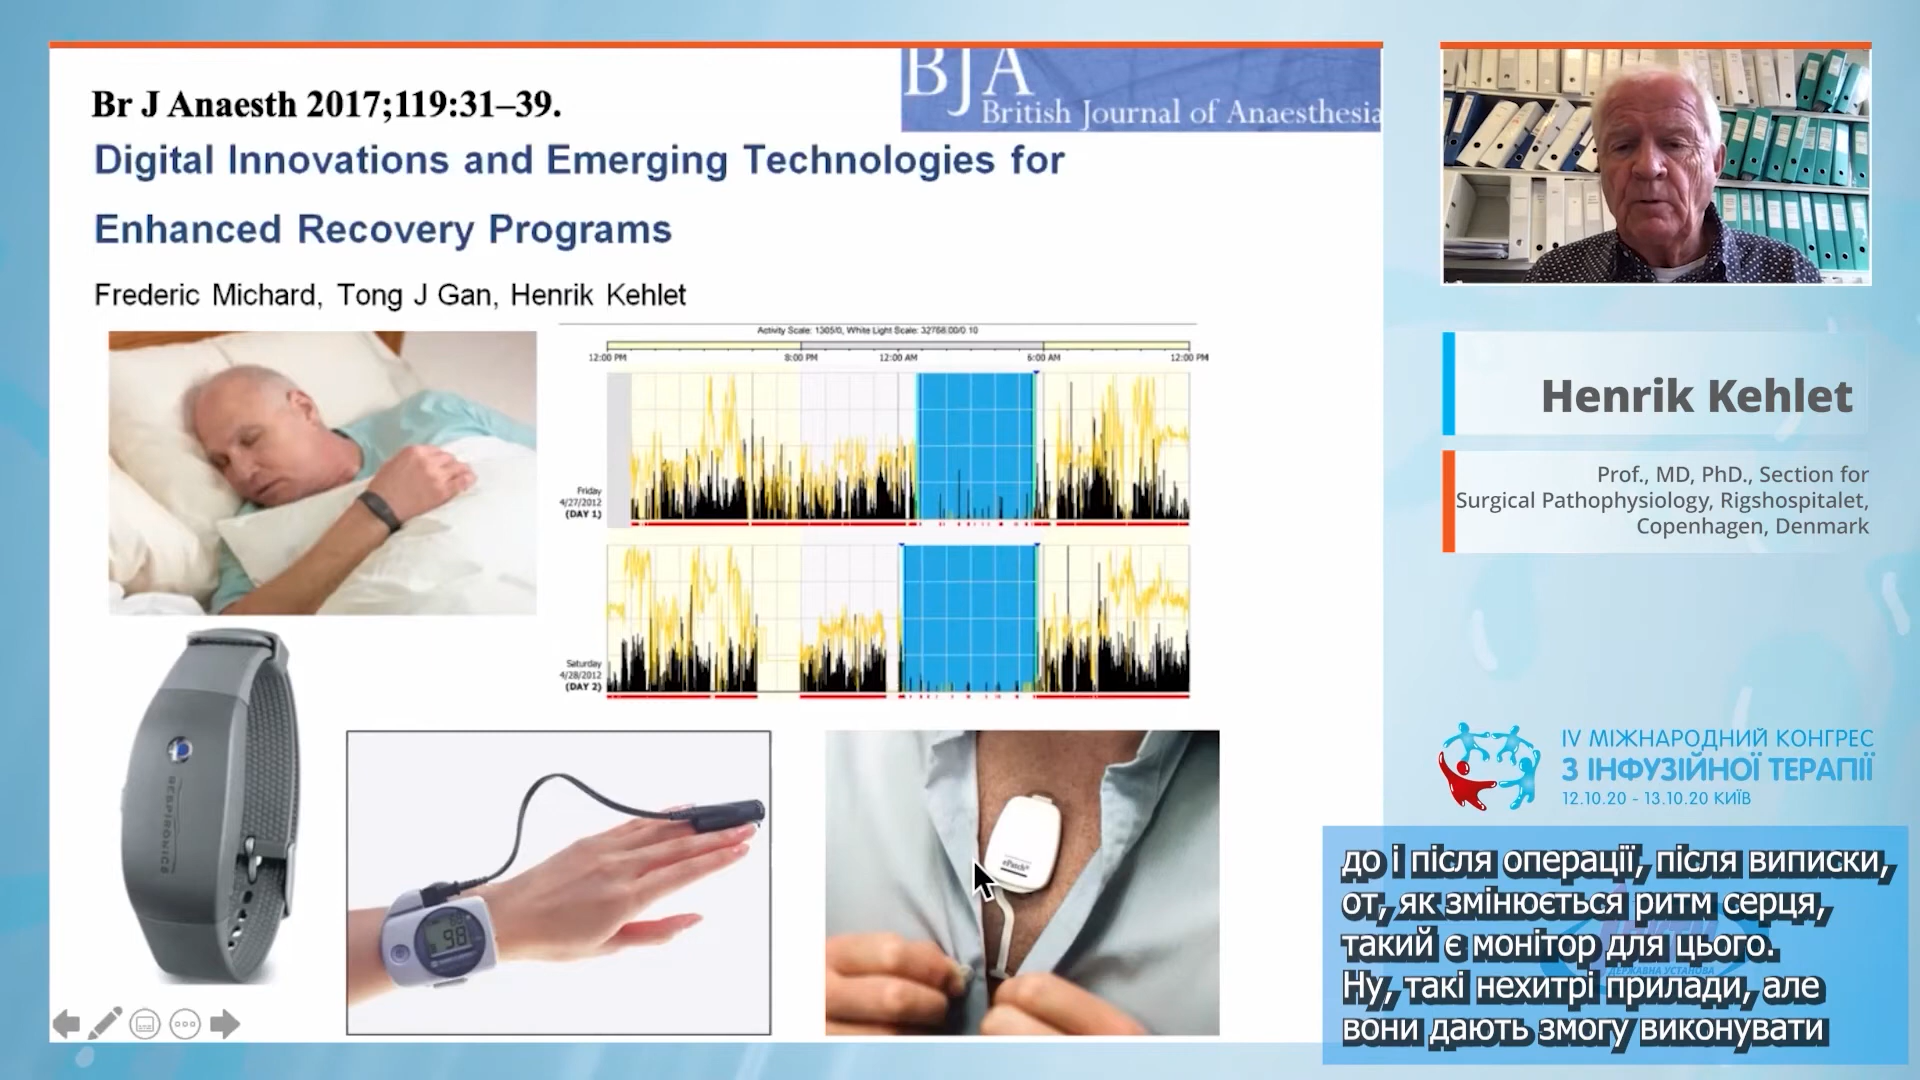 Br J Anaesth 2017;119:31–39.
BJA
British Journal of Anaesthesia
Digital Innovations and Emerging Technologies for
Enhanced Recovery Programs
Frederic Michard, Tong J Gan, Henrik Kehlet
Activity Scale: 1305/0, White Light Scale: 32768.00/0.10
12:00 PM 8:00 PM 12:00 AM 6:00 AM 12:00 PM
Friday
4/27/2012
(DAY 1)
Saturday
4/28/2012
(DAY 2)
RESPIRONICS
98
ePatch
Henrik Kehlet
Prof., MD, PhD., Section for
Surgical Pathophysiology, Rigshospitalet,
Copenhagen, Denmark
IV МІЖНАРОДНИЙ КОНГРЕС
З ІНФУЗІЙНОЇ ТЕРАПІЇ
12.10.20 - 13.10.20 КИЇВ
до і після операції, після виписки,
от, як змінюється ритм серця,
такий є монітор для цього.
Ну, такі нехитрі прилади, але
вони дають змогу виконувати
ДЕРЖАВНА УСТАНОВА